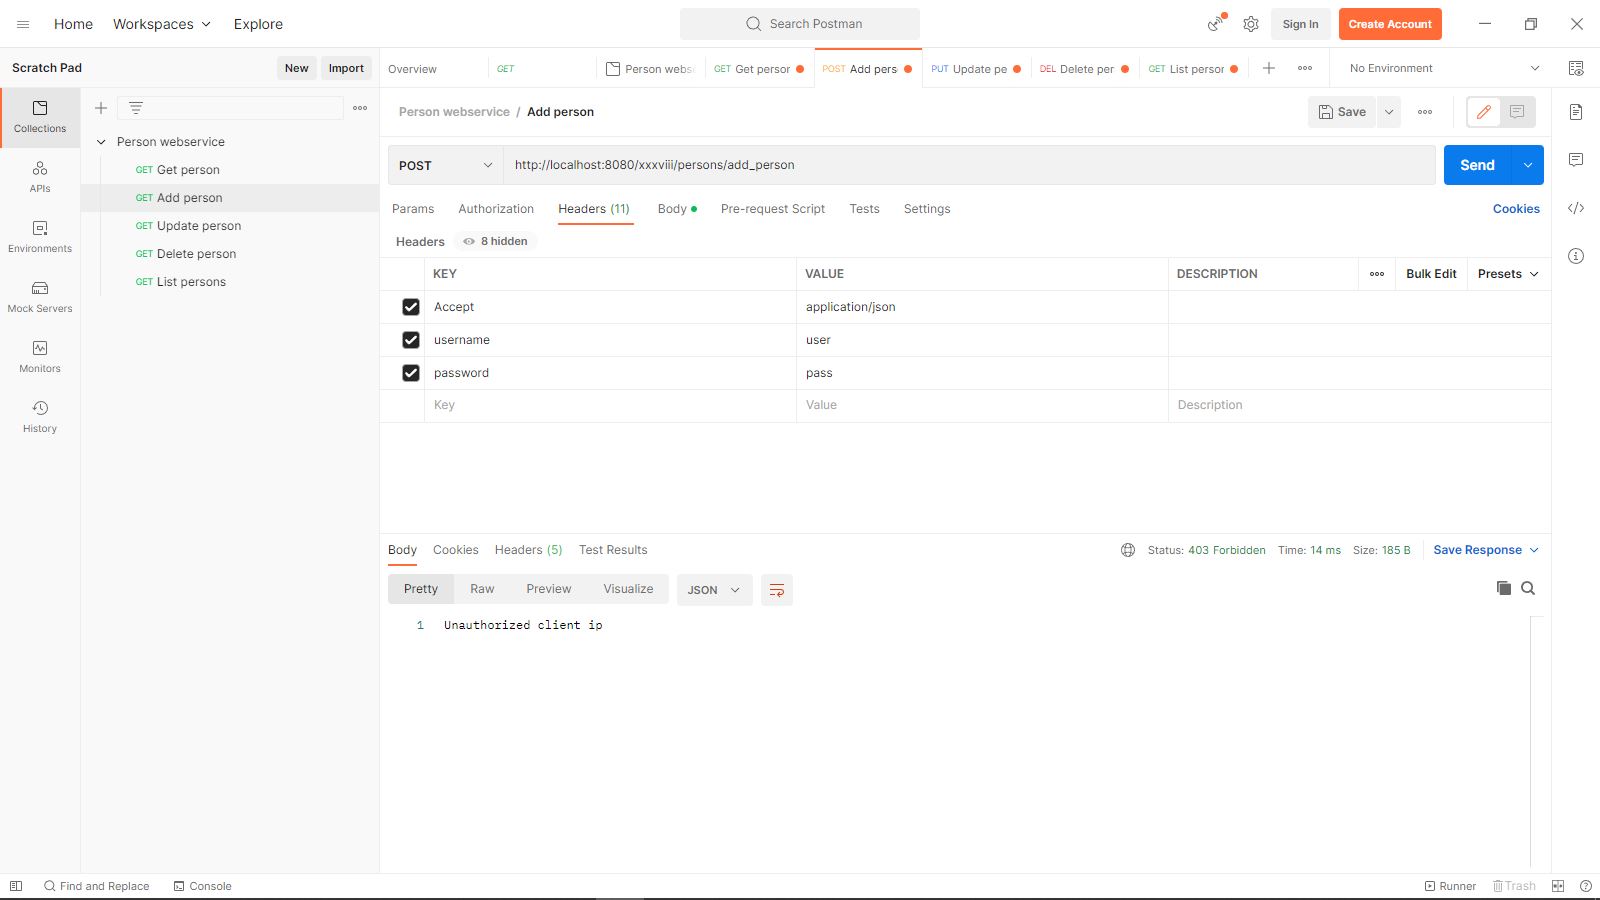 Home Workspaces Explore Search Postman Sign In Create Account
Scratch Pad New Import
Overview GET Person webs GET Get person POST Add pers PUT Update pe DEL Delete per GET List person No Environment
Collections
APIs
Environments
Mock Servers
Monitors
History
Person webservice
GET Get person
GET Add person
GET Update person
GET Delete person
GET List persons
Person webservice / Add person Save
POST http://localhost:8080/xxxviii/persons/add_person Send
Params Authorization Headers (11) Body Pre-request Script Tests Settings Cookies
Headers 8 hidden
KEY VALUE DESCRIPTION Bulk Edit Presets
Accept application/json
username user
password pass
Key Value Description
Body Cookies Headers (5) Test Results Status: 403 Forbidden Time: 14 ms Size: 185 B Save Response
Pretty Raw Preview Visualize JSON
1 Unauthorized client ip
Find and Replace Console Runner Trash